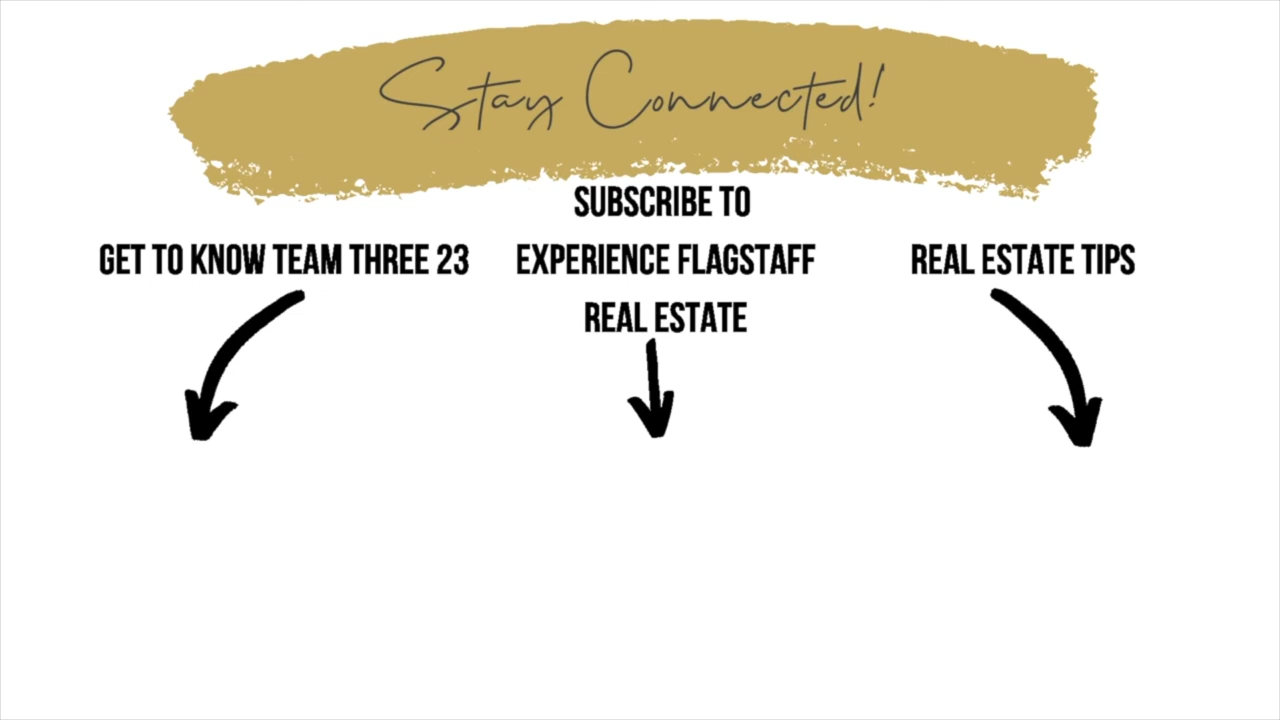 Stay Connected!
GET TO KNOW TEAM THREE 23
SUBSCRIBE TO
EXPERIENCE FLAGSTAFF
REAL ESTATE
REAL ESTATE TIPS